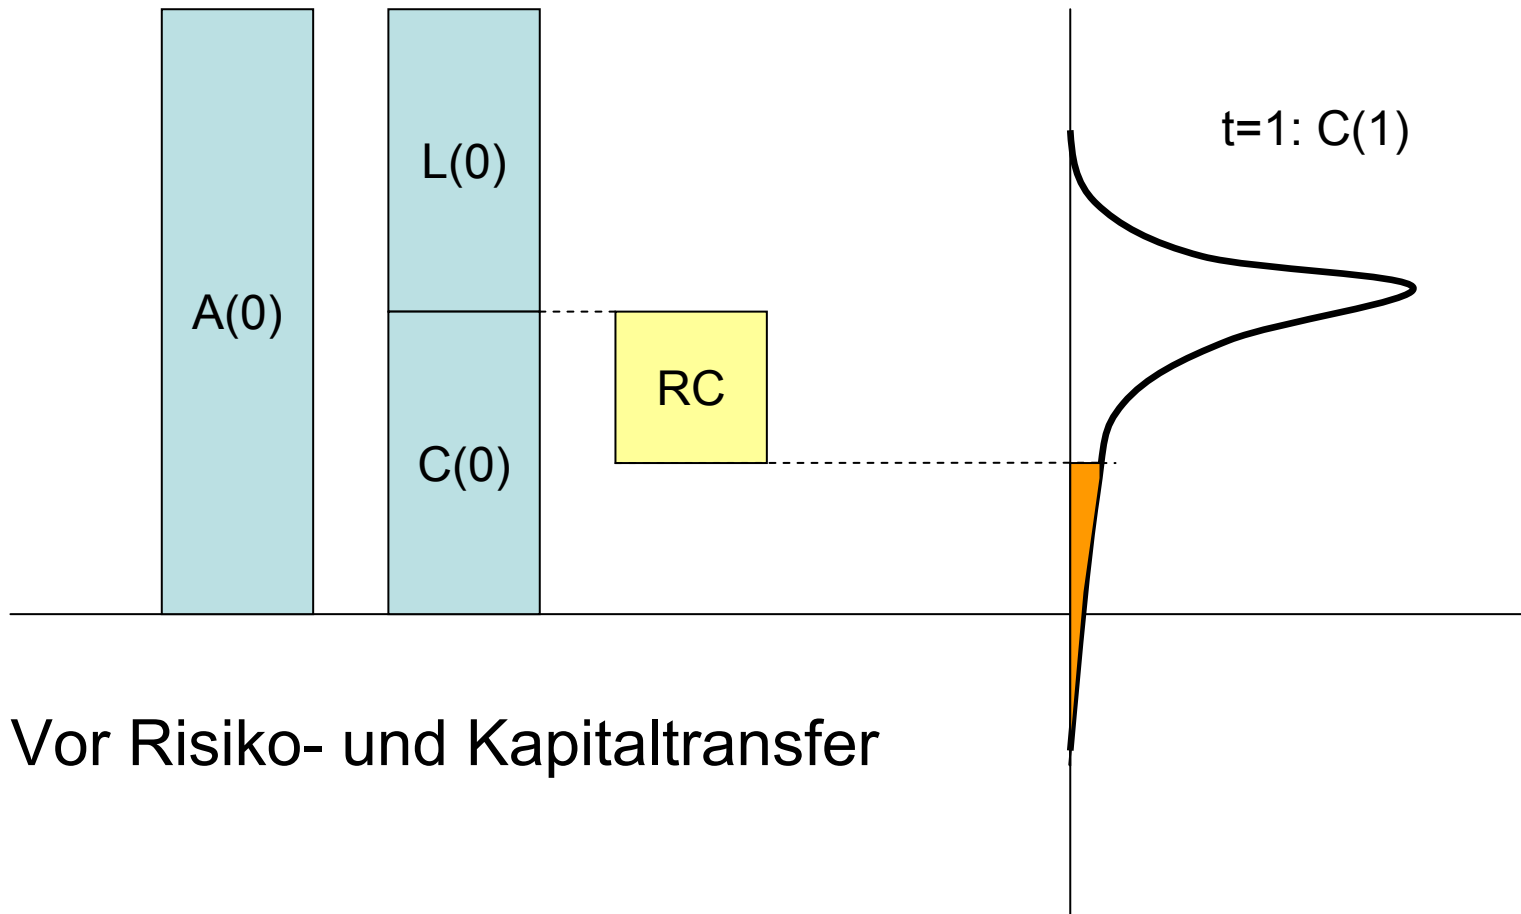 t=1: C(1)
L(0)
A(0)
RC
C(0)
Vor Risiko- und Kapitaltransfer